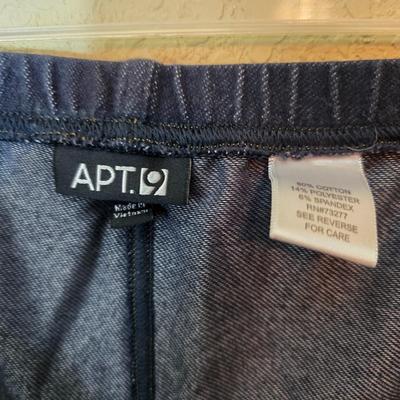 APT.9
Made in
Vietnam
80% COTTON
14% POLYESTER
6% SPANDEX
RN#73277
SEE REVERSE
FOR CARE